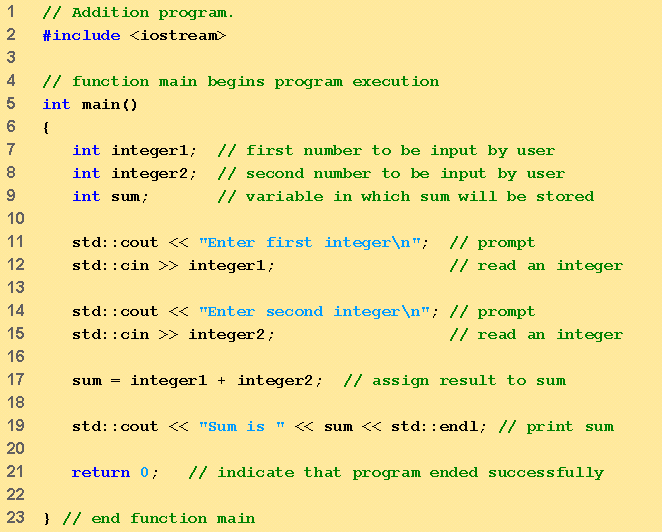 1 // Addition program.
2 #include <iostream>
3
4 // function main begins program execution
5 int main()
6 {
7    int integer1;  // first number to be input by user
8    int integer2;  // second number to be input by user
9    int sum;       // variable in which sum will be stored
10
11    std::cout << "Enter first integer\n";  // prompt
12    std::cin >> integer1;                  // read an integer
13
14    std::cout << "Enter second integer\n"; // prompt
15    std::cin >> integer2;                  // read an integer
16
17    sum = integer1 + integer2;  // assign result to sum
18
19    std::cout << "Sum is " << sum << std::endl; // print sum
20
21    return 0;   // indicate that program ended successfully
22
23 } // end function main